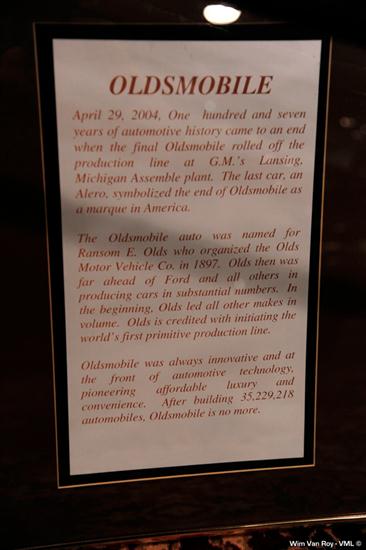 OLDSMOBILE
April 29, 2004, One hundred and seven
years of automotive history came to an end
when the final Oldsmobile rolled off the
production line at G.M.'s Lansing,
Michigan Assemble plant. The last car, an
Alero, symbolized the end of Oldsmobile as
a marque in America.
The Oldsmobile auto was named for
Ransom E. Olds who organized the Olds
Motor Vehicle Co. in 1897. Olds then was
far ahead of Ford and all others in
producing cars in substantial numbers. In
the beginning, Olds led all other makes in
volume. Olds is credited with initiating the
world's first primitive production line.
Oldsmobile was always innovative and at
the front of automotive technology,
pioneering affordable luxury and
convenience. After building 35,229,218
automobiles, Oldsmobile is no more.
Wim Van Roy - VML ©